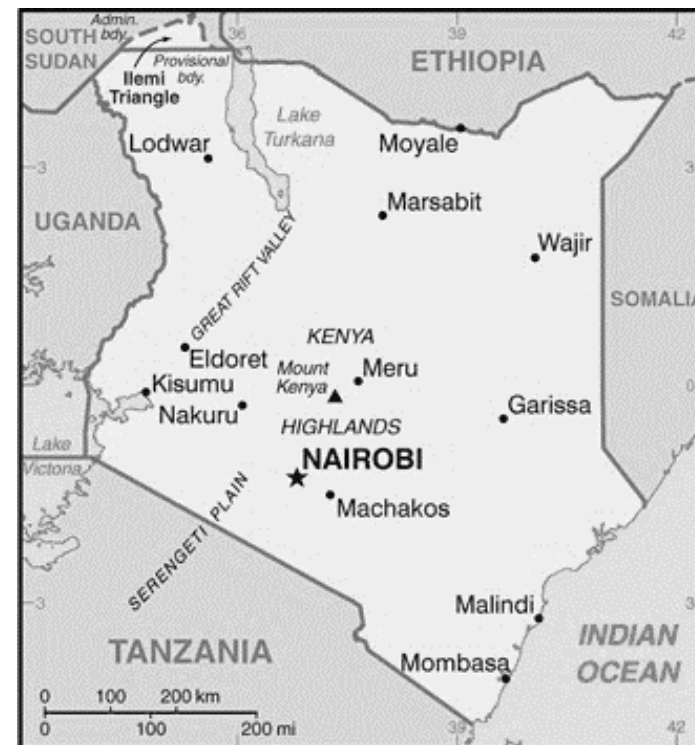 Admin.
bdy.
36
39
42
SOUTH
SUDAN
Provisional
bdy.
ETHIOPIA
Ilemi
Triangle
Lake
Turkana
Lodwar
Moyale
3
3
Marsabit
UGANDA
Wajir
GREAT RIFT VALLEY
SOMALIA
KENYA
Eldoret
Mount
Kenya
Meru
Kisumu
0
Nakuru
Garissa
HIGHLANDS
Lake
Victoria
NAIROBI
Machakos
SERENGETI PLAIN
3
3
Malindi
INDIAN
OCEAN
TANZANIA
Mombasa
0 100 200 km
0 100 200 mi
39
42